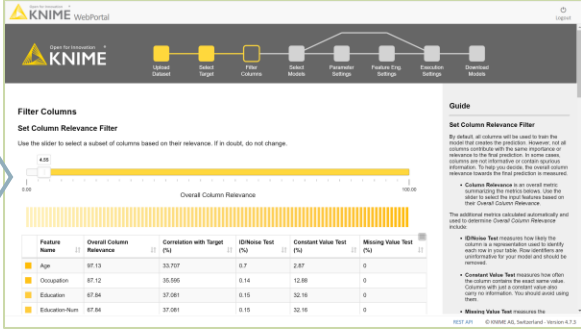 Open for Innovation
KNIME WebPortal
Logout
Open for Innovation
KNIME
Upload Dataset
Select Target
Filter Columns
Select Models
Parameter Settings
Feature Eng. Settings
Execution Settings
Download Models
Filter Columns
Set Column Relevance Filter
Use the slider to select a subset of columns based on their relevance. If in doubt, do not change.
4.55
0.00
100.00
Overall Column Relevance
Feature Name
Overall Column Relevance
Correlation with Target (%)
ID/Noise Test (%)
Constant Value Test (%)
Missing Value Test (%)
Age 97.13 33.707 0.7 2.87 0
Occupation 87.12 35.595 0.14 12.88 0
Education 67.84 37.081 0.15 32.16 0
Education-Num 67.84 37.081 0.15 32.16 0
Guide
Set Column Relevance Filter
By default, all columns will be used to train the
model that creates the prediction. However, not all
columns contribute with the same importance or
relevance to the final prediction. In some cases,
columns are not informative or contain spurious
information. To help you decide, the overall column
relevance towards the final prediction is measured.
• Column Relevance is an overall metric
summarizing the metrics below. Use the
slider to select the input features based on
their Overall Column Relevance.
The additional metrics calculated automatically and
used to determine Overall Column Relevance
include:
• ID/Noise Test measures how likely the
column is a representation used to identify
each row in your table. Row identifiers are
uninformative for your model and should be
removed.
• Constant Value Test measures how often
the column contains the exact same value.
Columns with just a constant value also
carry no information. You should avoid using
them.
• Missing Value Test measures the
REST API © KNIME AG, Switzerland - Version 4.7.3